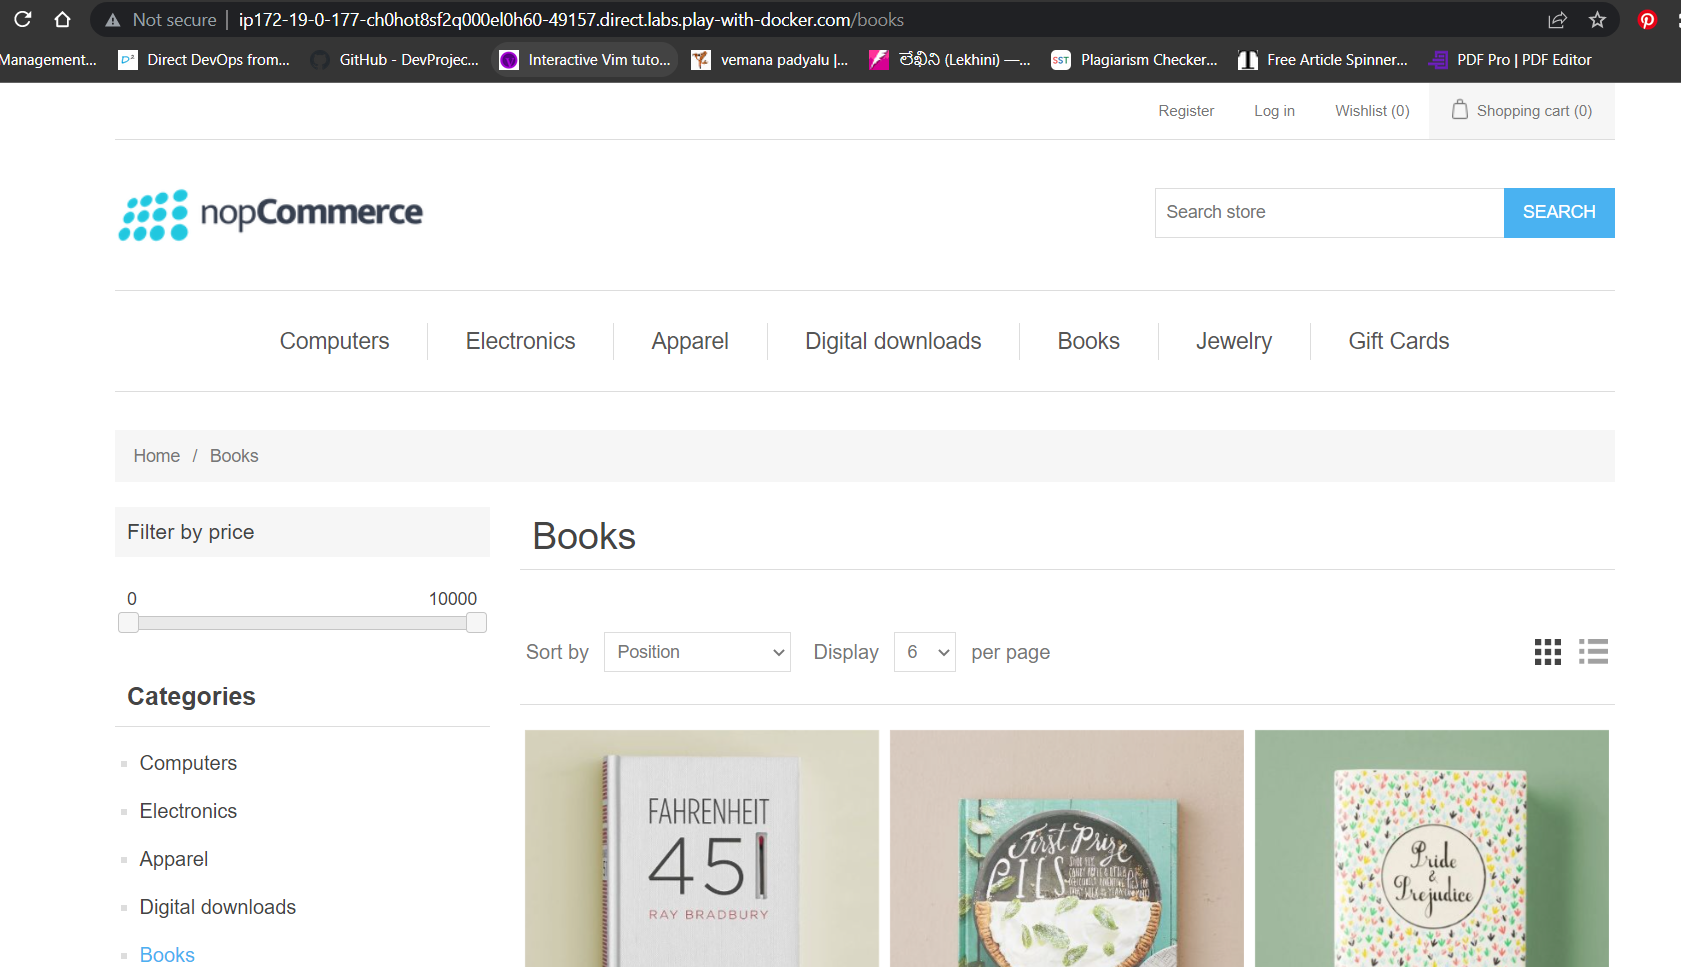 Not secure | ip172-19-0-177-ch0hot8sf2q000el0h60-49157.direct.labs.play-with-docker.com/books
Management... Direct DevOps from... GitHub - DevProjec... Interactive Vim tuto... vemana padyalu |... లేఖిని (Lekhini) —... SST Plagiarism Checker... Free Article Spinner... PDF Pro | PDF Editor
Register Log in Wishlist (0) Shopping cart (0)
nopCommerce
Search store SEARCH
Computers Electronics Apparel Digital downloads Books Jewelry Gift Cards
Home / Books
Filter by price
0 10000
Categories
Computers
Electronics
Apparel
Digital downloads
Books
Books
Sort by Position Display 6 per page
FAHRENHEIT
451
RAY BRADBURY
First Prize
PIES
Pride
&
Prejudice